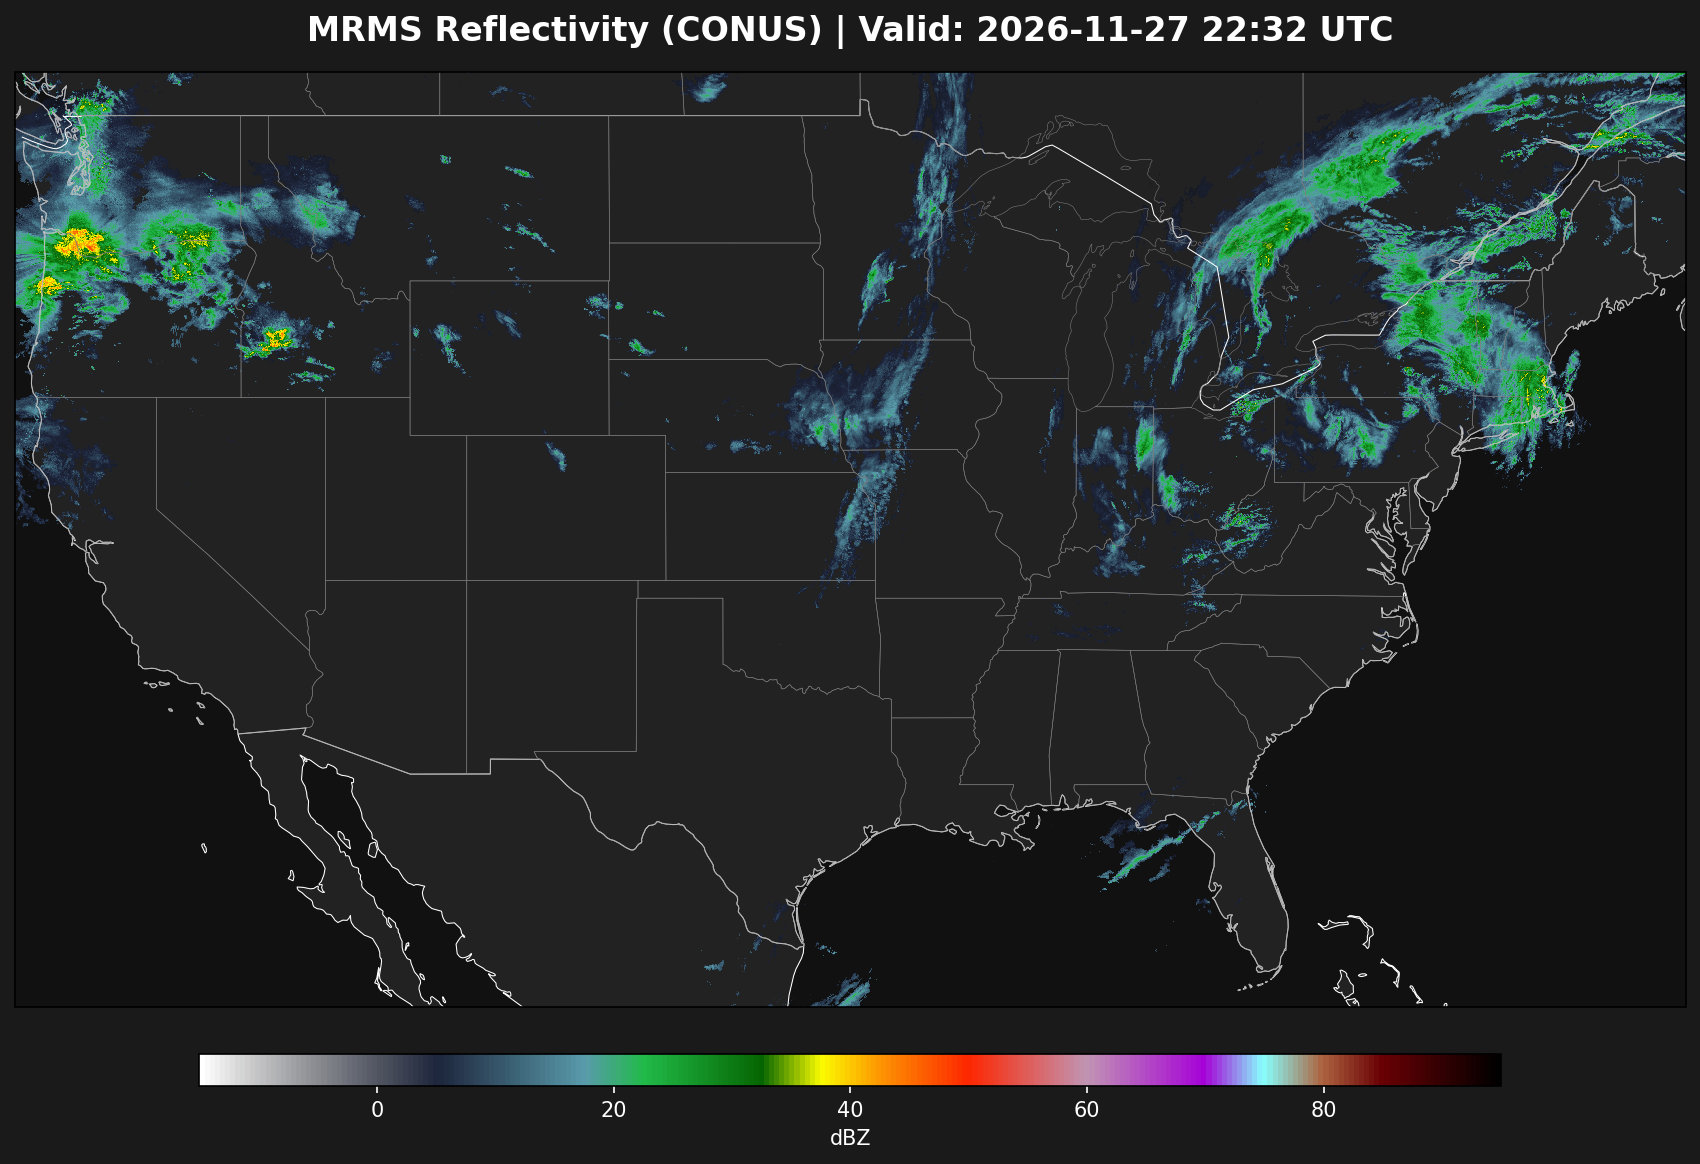 MRMS Reflectivity (CONUS) | Valid: 2026-11-27 22:32 UTC
0 20 40 60 80
dBZ